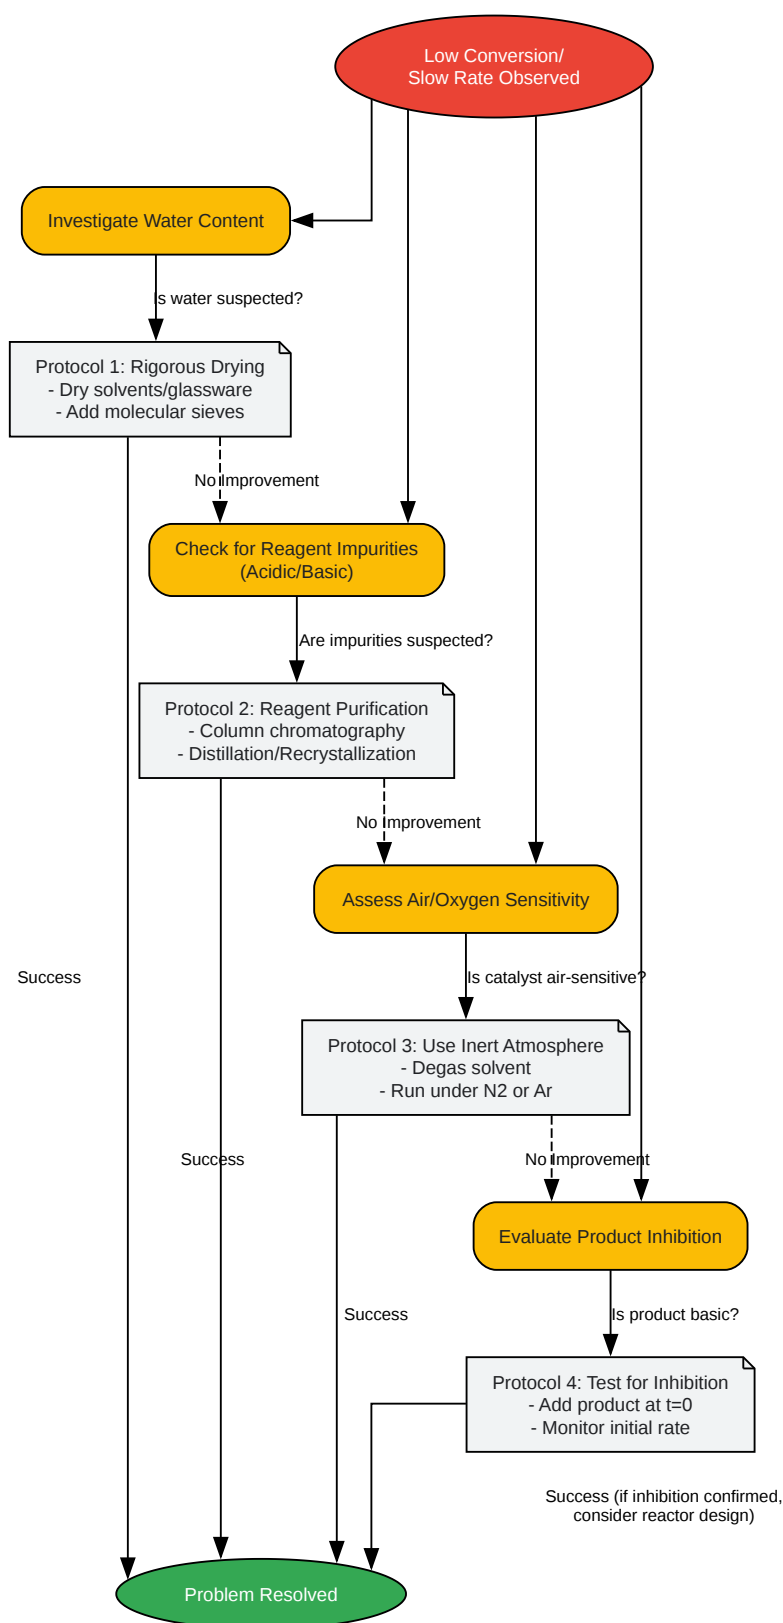 Low Conversion/
Slow Rate Observed
Investigate Water Content
Is water suspected?
Protocol 1: Rigorous Drying
- Dry solvents/glassware
- Add molecular sieves
No Improvement
Check for Reagent Impurities
(Acidic/Basic)
Are impurities suspected?
Protocol 2: Reagent Purification
- Column chromatography
- Distillation/Recrystallization
No Improvement
Assess Air/Oxygen Sensitivity
Success
Is catalyst air-sensitive?
Protocol 3: Use Inert Atmosphere
- Degas solvent
- Run under N2 or Ar
Success
No Improvement
Evaluate Product Inhibition
Success
Is product basic?
Protocol 4: Test for Inhibition
- Add product at t=0
- Monitor initial rate
Success (if inhibition confirmed,
consider reactor design)
Problem Resolved